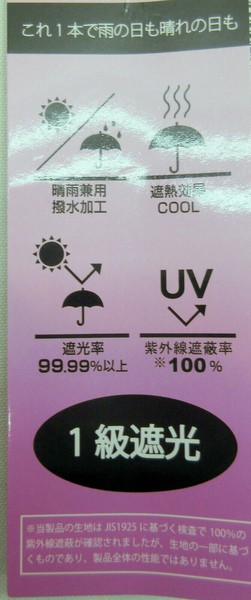 これ1本で雨の日も晴れの日も
晴雨兼用
撥水加工
遮熱効果
COOL
遮光率
99.99%以上
UV
紫外線遮蔽率
※100%
1級遮光
※当製品の生地は JIS1925 に基づく検査で 100%の
紫外線遮蔽が確認されましたが、生地の一部に基づ
くものであり、製品全体の性能ではありません。